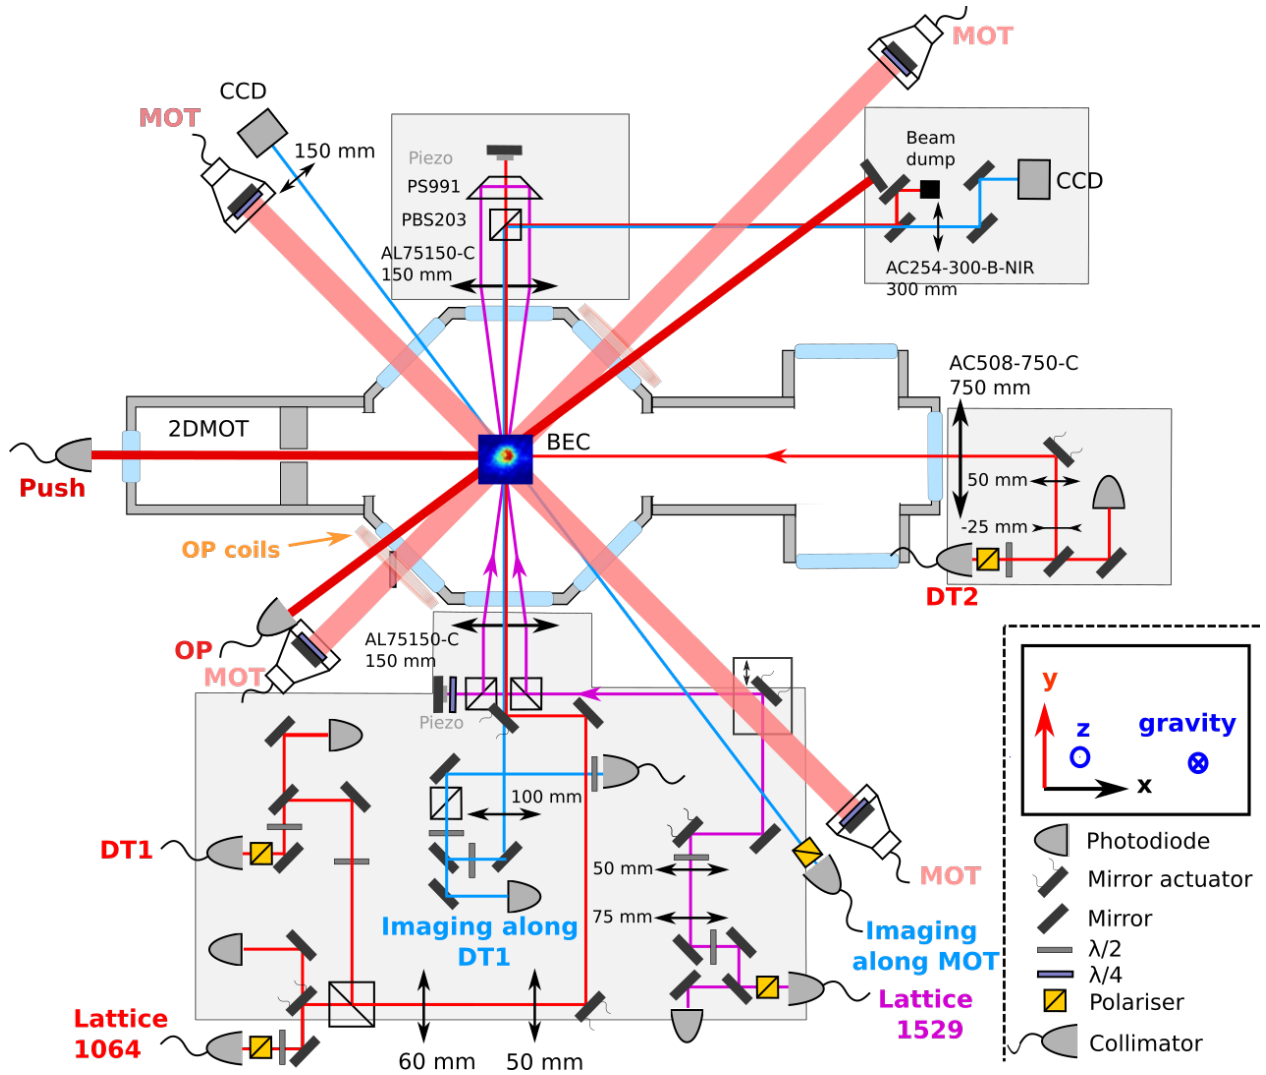 MOT
CCD
MOT
150 mm
Piezo
PS991
PBS203
AL75150-C
150 mm
Beam
dump
CCD
AC254-300-B-NIR
300 mm
AC508-750-C
750 mm
2DMOT
BEC
Push
50 mm
-25 mm
OP coils
DT2
OP
MOT
AL75150-C
150 mm
Piezo
y
z
gravity
x
100 mm
DT1
50 mm
75 mm
MOT
Imaging along
DT1
Imaging
along MOT
Lattice
1529
Lattice
1064
60 mm
50 mm
Photodiode
Mirror actuator
Mirror
λ/2
λ/4
Polariser
Collimator